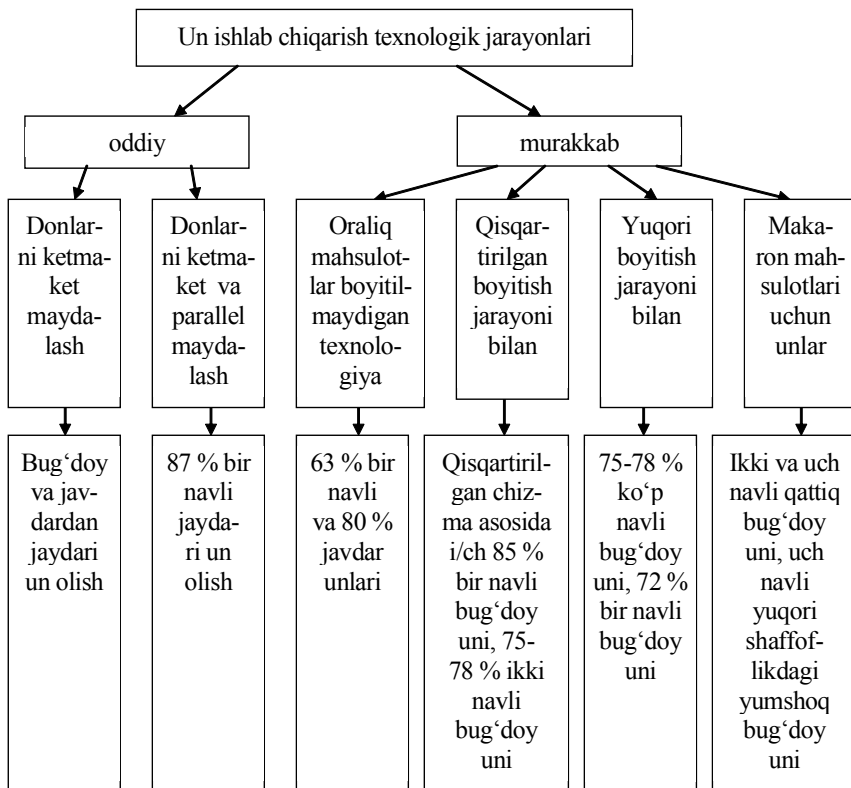 Un ishlab chiqarish texnologik jarayonlari
oddiy
murakkab
Donlar-
ni ketma-
ket
mayda-
lash
Donlar-
ni ketma-
ket va
parallel
mayda-
lash
Oraliq
mahsulot-
lar boyitil-
maydigan
texnolo-
giya
Qisqar-
tirilgan
boyitish
jarayoni
bilan
Yuqori
boyitish
jarayoni
bilan
Maka-
ron mah-
sulotlari
uchun
unlar
Bug‘doy
va jav-
dardan
jaydari
un olish
87 % bir
navli
jayda-
ri un
olish
63 % bir
navli
va 80 %
javdar
unlari
Qisqartiril-
gan chiz-
ma asosida
i/ch 85 %
bir navli
bug‘doy
uni, 75-
78 % ikki
navli
bug‘doy
uni
75-78 %
ko‘p
navli
bug‘doy
uni, 72 %
bir navli
bug‘doy
uni
Ikki va uch
navli qattiq
bug‘doy
uni, uch
navli
yuqori
shaffof-
likdagi
yumshoq
bug‘doy
uni